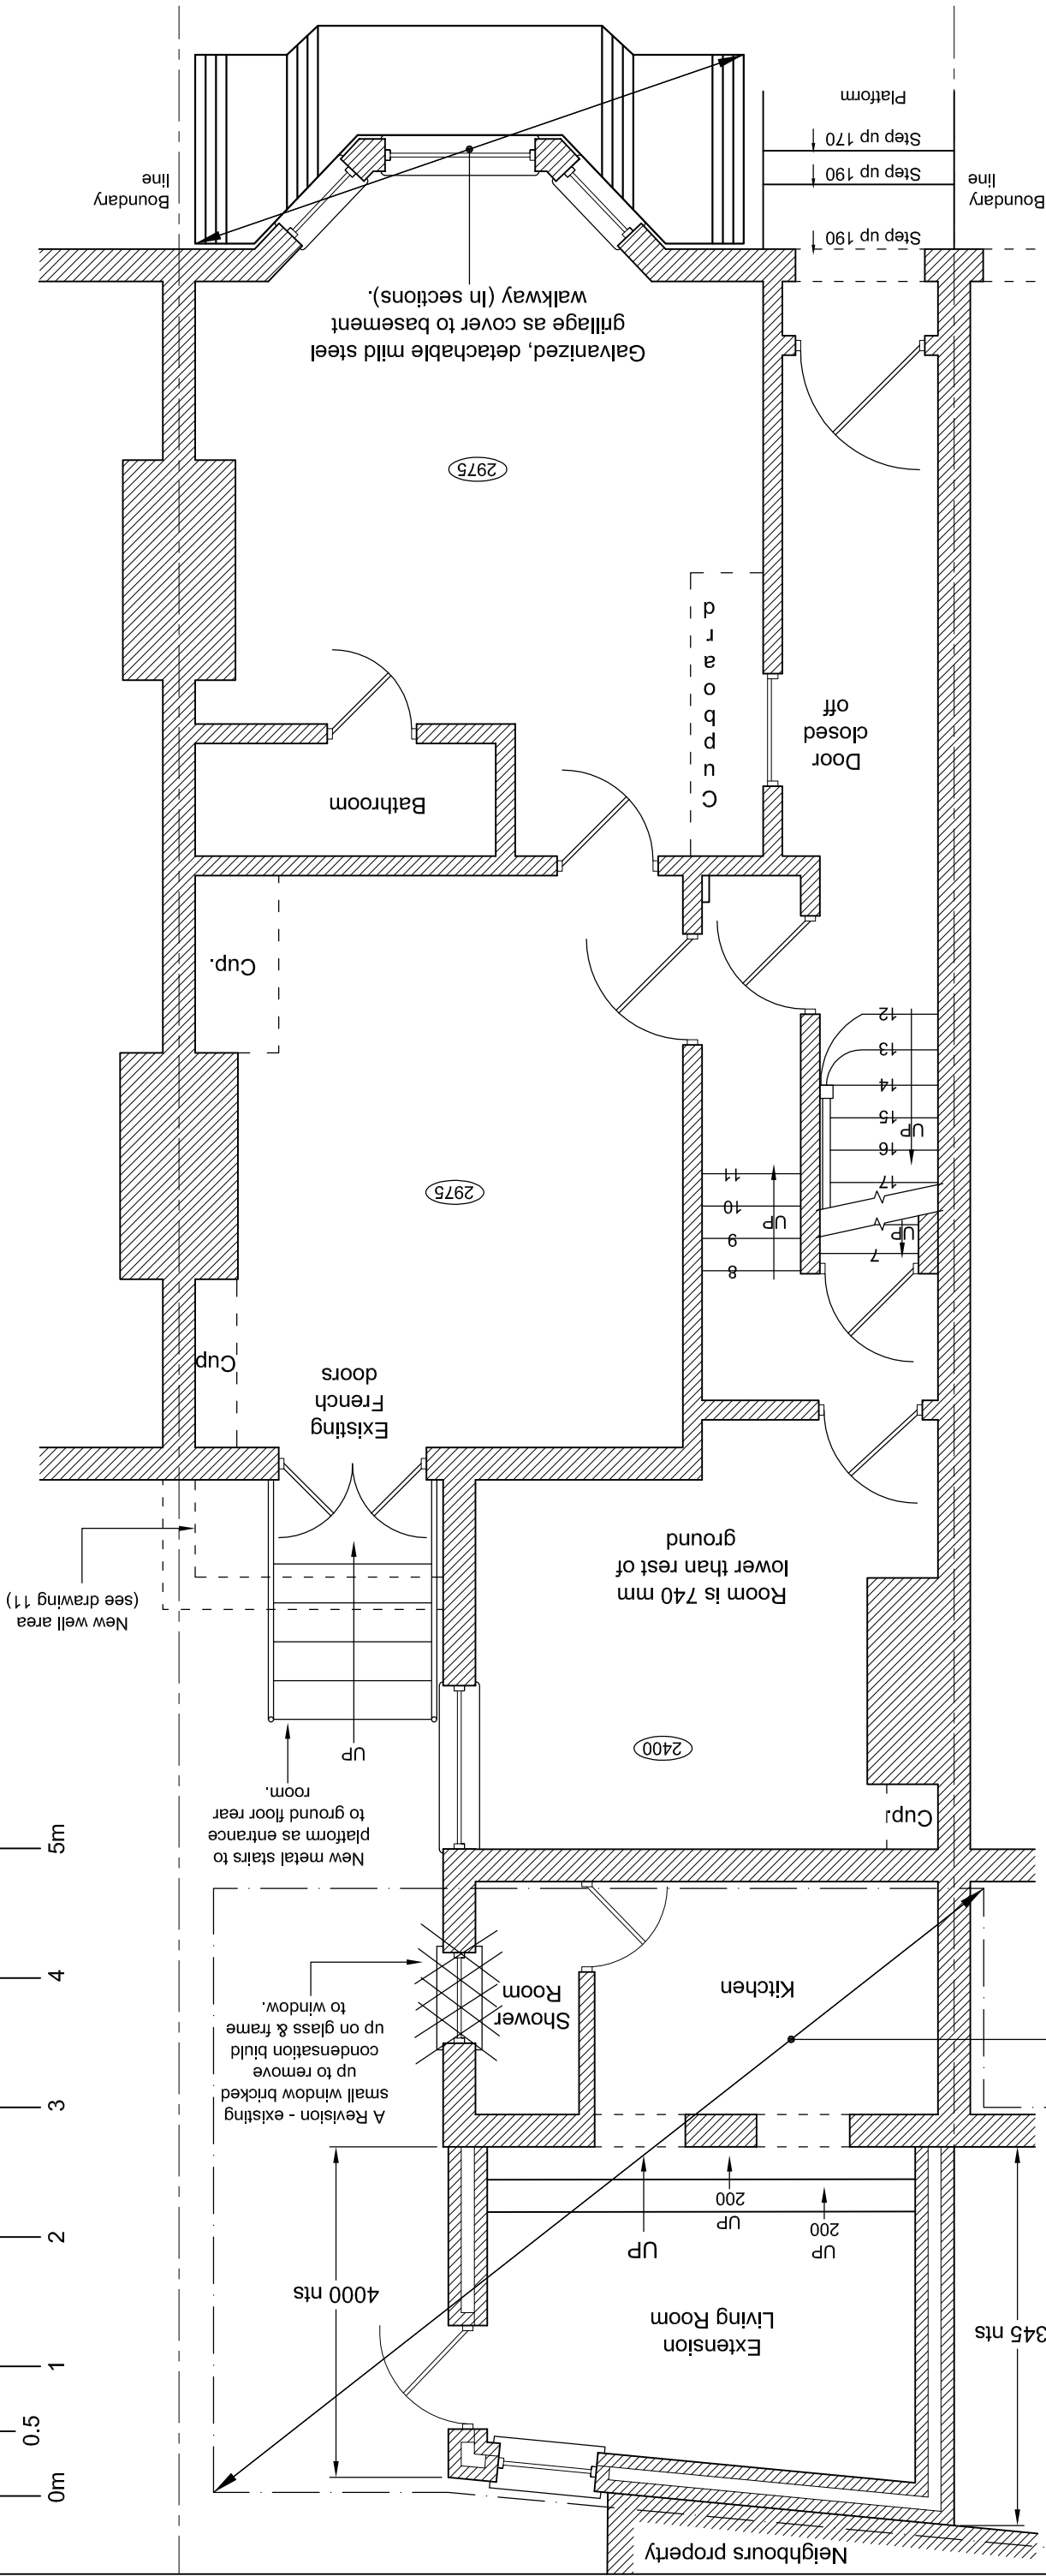 Neighbours property
0m
0.5
1
2
3
4
5m
345 nts
Extension
Living Room
4000 nts
UP
200
UP
200
UP
A Revision - existing
small window bricked
up to remove
condensation biuld
up on glass & frame
to window.
Kitchen
Shower
Room
Cup.
New metal stairs to
platform as entrance
to ground floor rear
room.
2400
UP
Room is 740 mm
lower than rest of
ground
New well area
(see drawing 11)
Existing
French
doors
Cup
7
UP
8
9
10
11
UP
17
16
15
14
13
12
UP
2975
Cup.
Bathroom
Cupboard
Door
closed
off
2975
Galvanized, detachable mild steel
grillage as cover to basement
walkway (In sections).
Step up 190
Step up 190
Step up 170
Platform
Boundary
line
Boundary
line